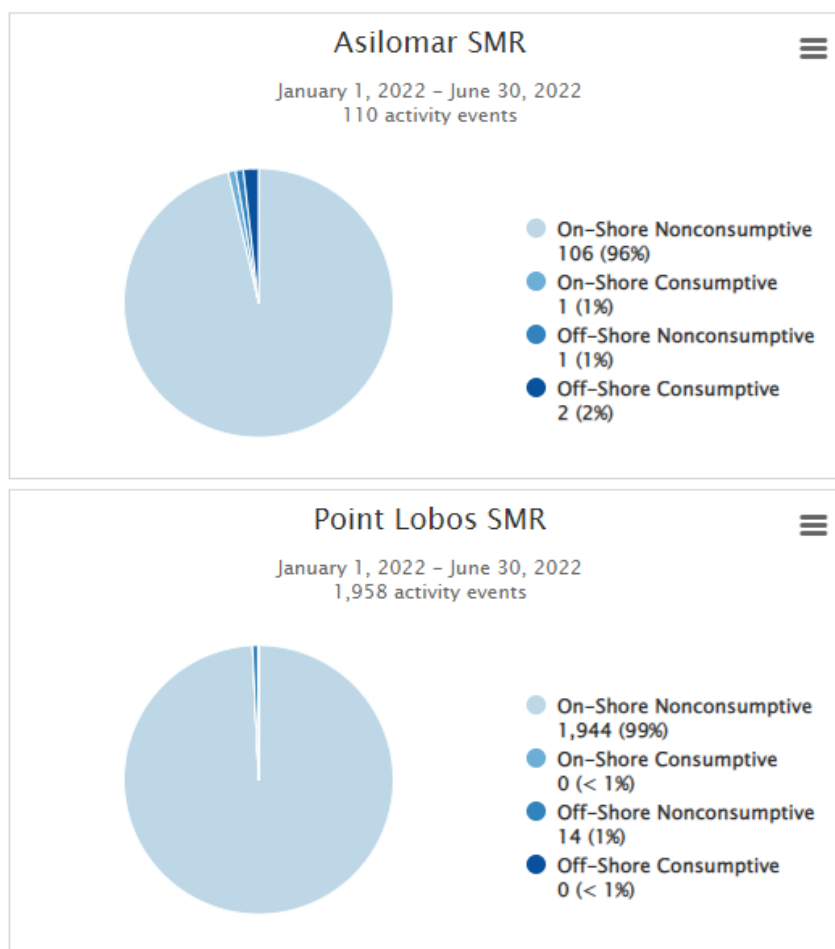 Asilomar SMR
January 1, 2022 – June 30, 2022
110 activity events
On-Shore Nonconsumptive
106 (96%)
On-Shore Consumptive
1 (1%)
Off-Shore Nonconsumptive
1 (1%)
Off-Shore Consumptive
2 (2%)
Point Lobos SMR
January 1, 2022 – June 30, 2022
1,958 activity events
On-Shore Nonconsumptive
1,944 (99%)
On-Shore Consumptive
0 (< 1%)
Off-Shore Nonconsumptive
14 (1%)
Off-Shore Consumptive
0 (< 1%)